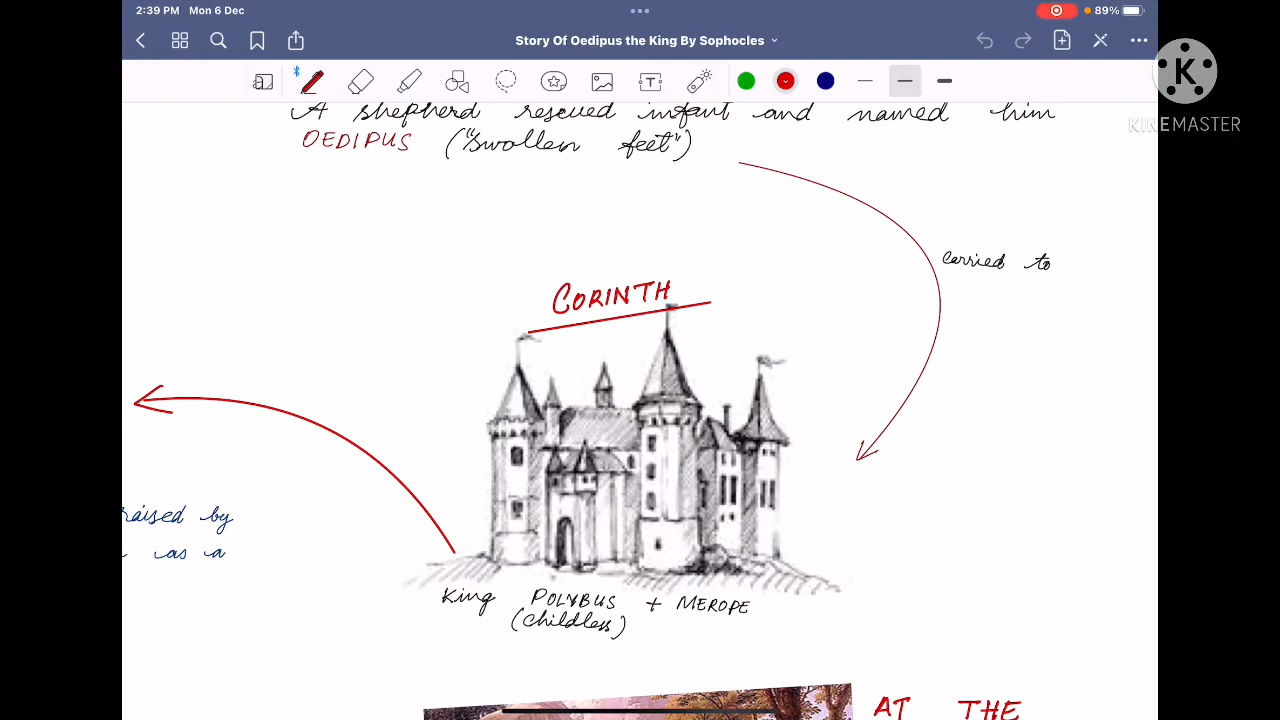 2:39 PM Mon 6 Dec
89%
Story Of Oedipus the King By Sophocles
K
KINEMASTER
A shepherd rescued infant and named him
OEDIPUS ("swollen feet")
carried to
CORINTH
raised by
as a
King POLYBUS + MEROPE
(childless)
AT THE